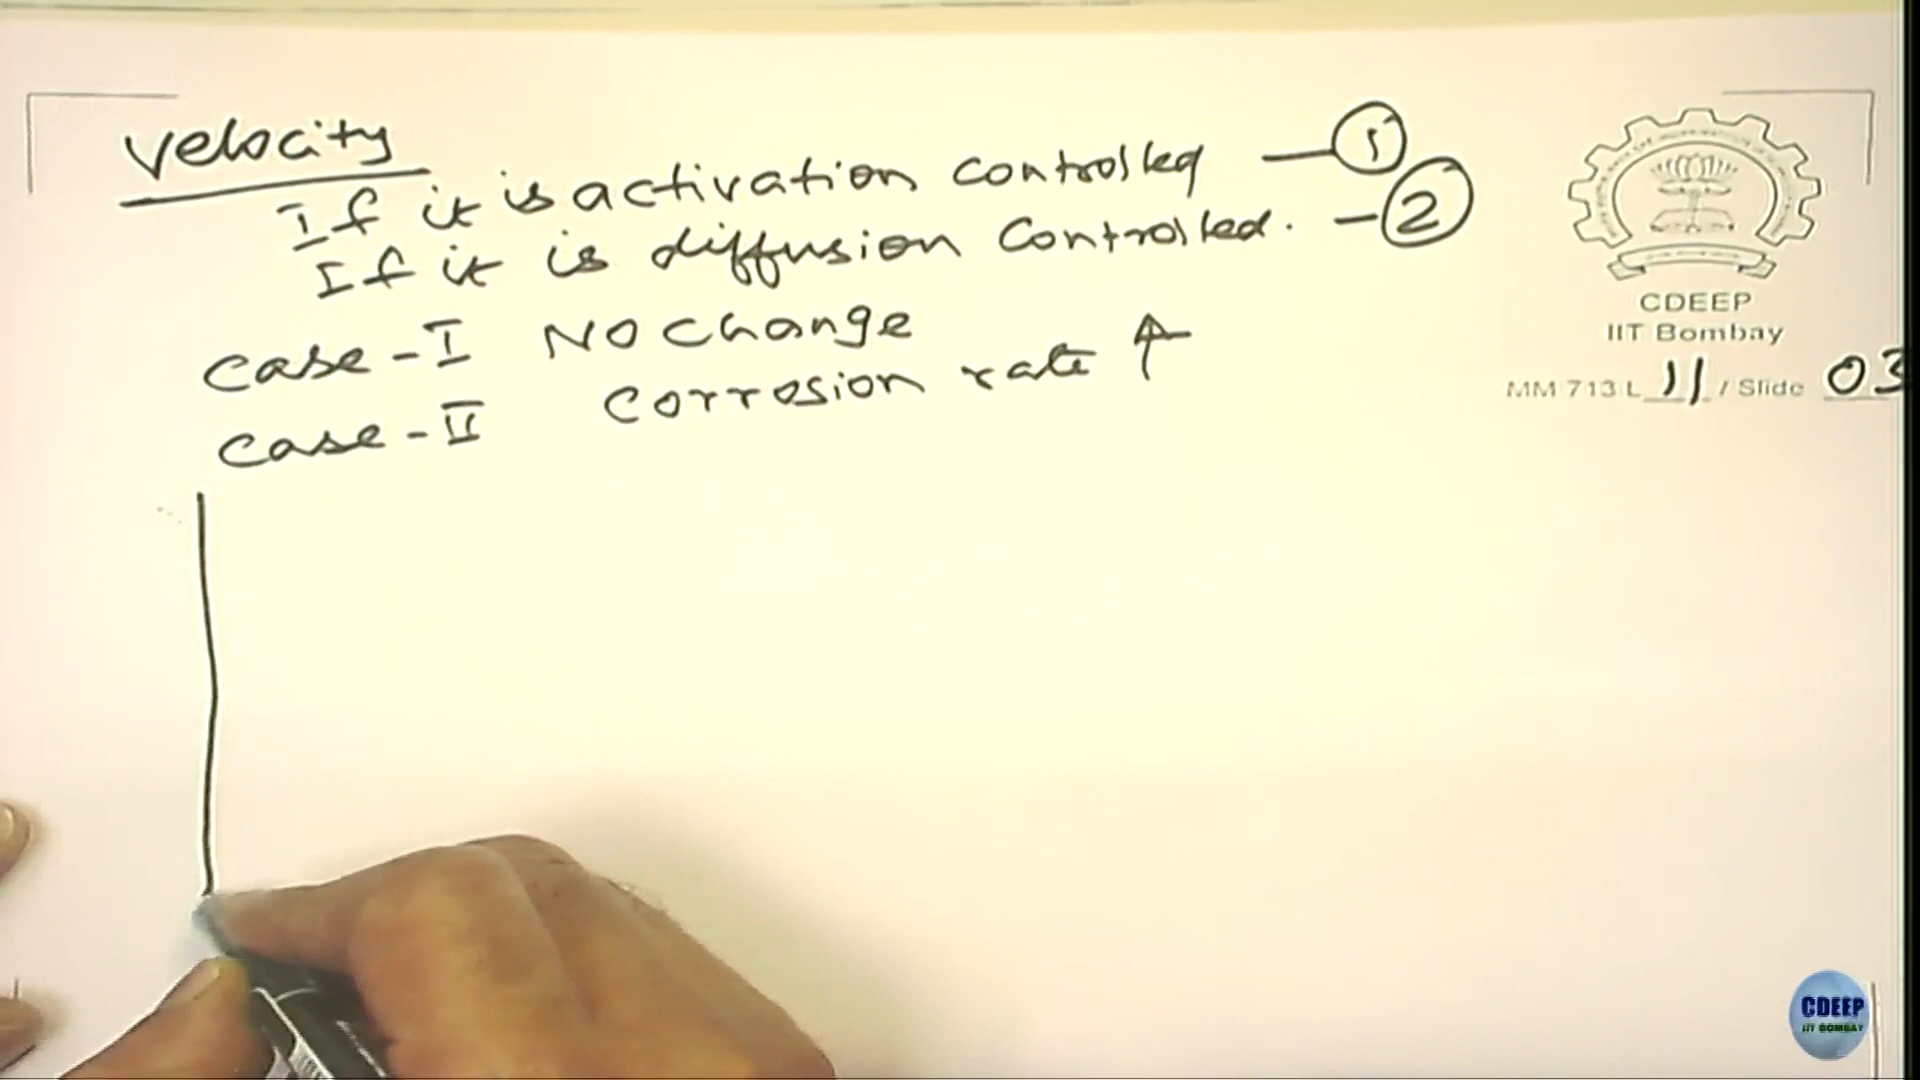 Velocity
If it is activation controlled — 1
If it is diffusion controlled. — 2
Case - I No change
Case - II corrosion rate ↑
CDEEP
IIT Bombay
MM 713 L 11 / Slide 03
CDEEP
IIT BOMBAY